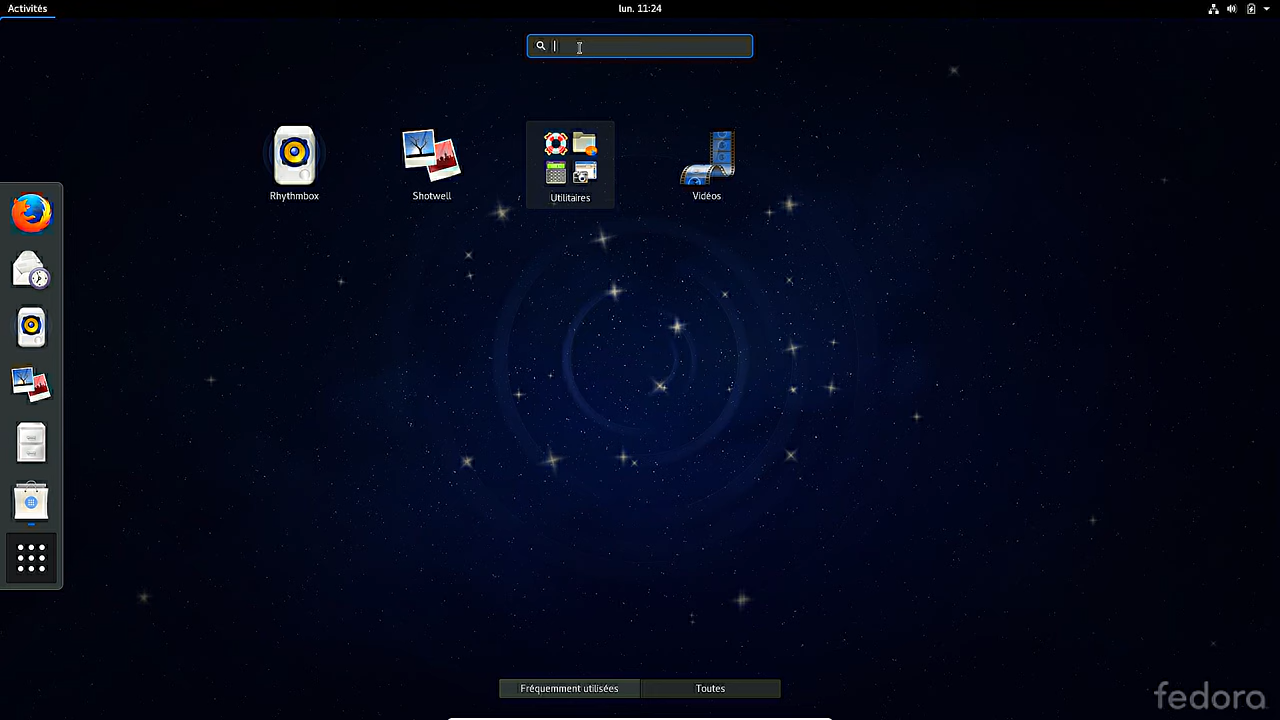 Activités
lun. 11:24
Rhythmbox
Shotwell
Utilitaires
Vidéos
Fréquemment utilisées
Toutes
fedora